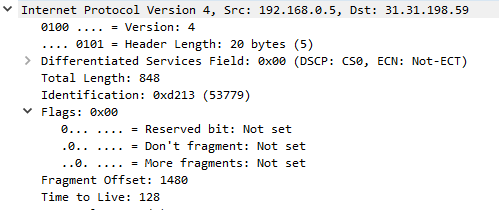 Internet Protocol Version 4, Src: 192.168.0.5, Dst: 31.31.198.59
0100 .... = Version: 4
.... 0101 = Header Length: 20 bytes (5)
Differentiated Services Field: 0x00 (DSCP: CS0, ECN: Not-ECT)
Total Length: 848
Identification: 0xd213 (53779)
Flags: 0x00
0... .... = Reserved bit: Not set
.0.. .... = Don't fragment: Not set
..0. .... = More fragments: Not set
Fragment Offset: 1480
Time to Live: 128